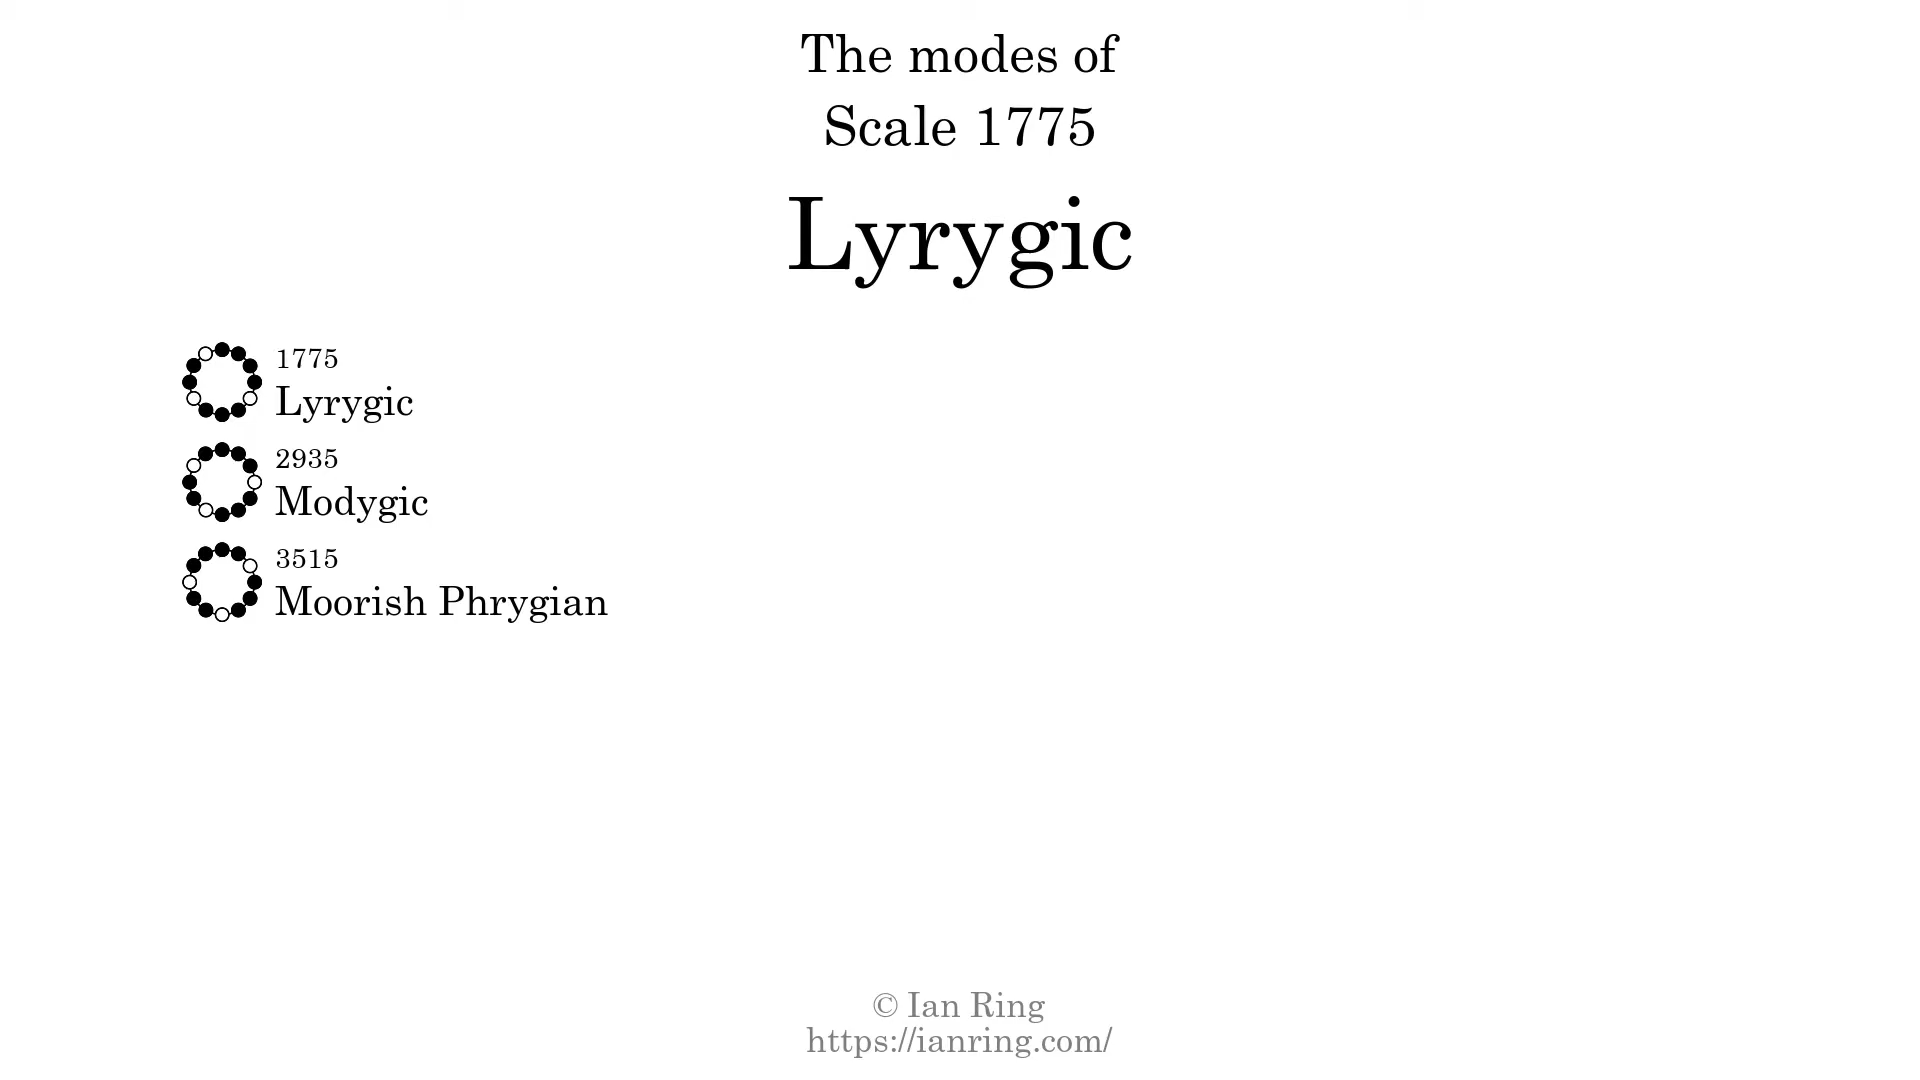 The modes of
Scale 1775
Lyrygic
1775
Lyrygic
2935
Modygic
3515
Moorish Phrygian
© Ian Ring
https://ianring.com/